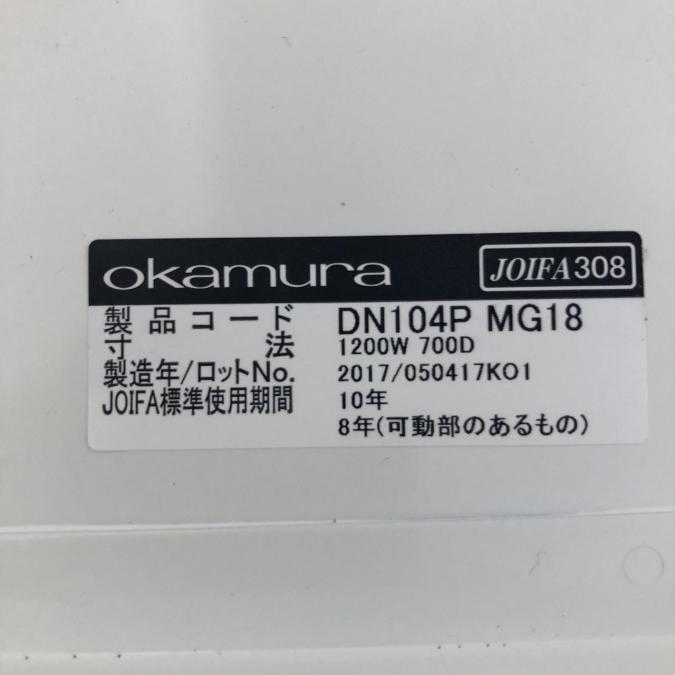 okamura JOIFA308
製品コード DN104P MG18
寸法 1200W 700D
製造年/ロットNo. 2017/050417KO1
JOIFA標準使用期間 10年
8年(可動部のあるもの)